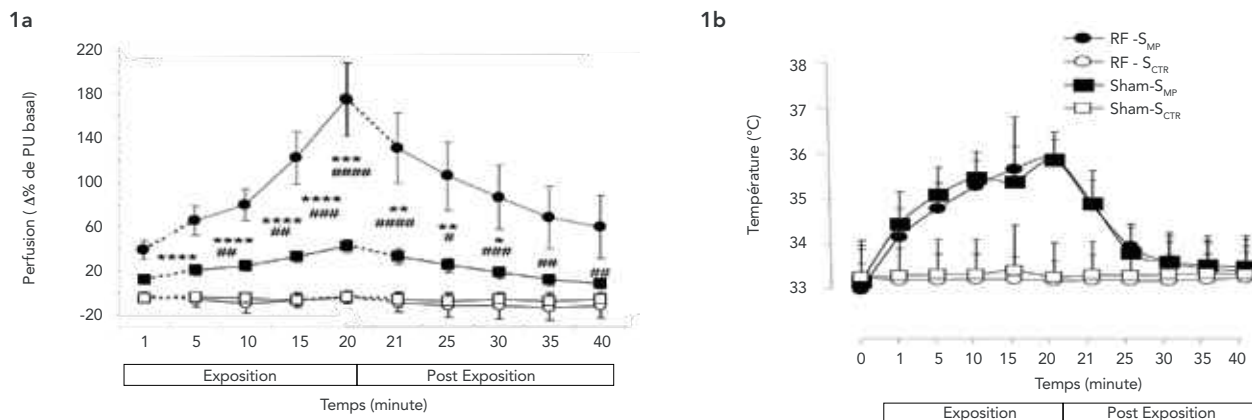 1a
220
180
140
100
60
20
-20
Perfusion ( Δ% de PU basal)
****
****
##
****
##
****
###
***
####
**
####
**
#
*
###
##
##
1 5 10 15 20 21 25 30 35 40
Exposition Post Exposition
Temps (minute)
1b
RF -SMP
RF - SCTR
Sham-SMP
Sham-SCTR
38
37
36
35
34
33
Température (°C)
0 1 5 10 15 20 21 25 30 35 40
Temps (minute)
Exposition Post Exposition